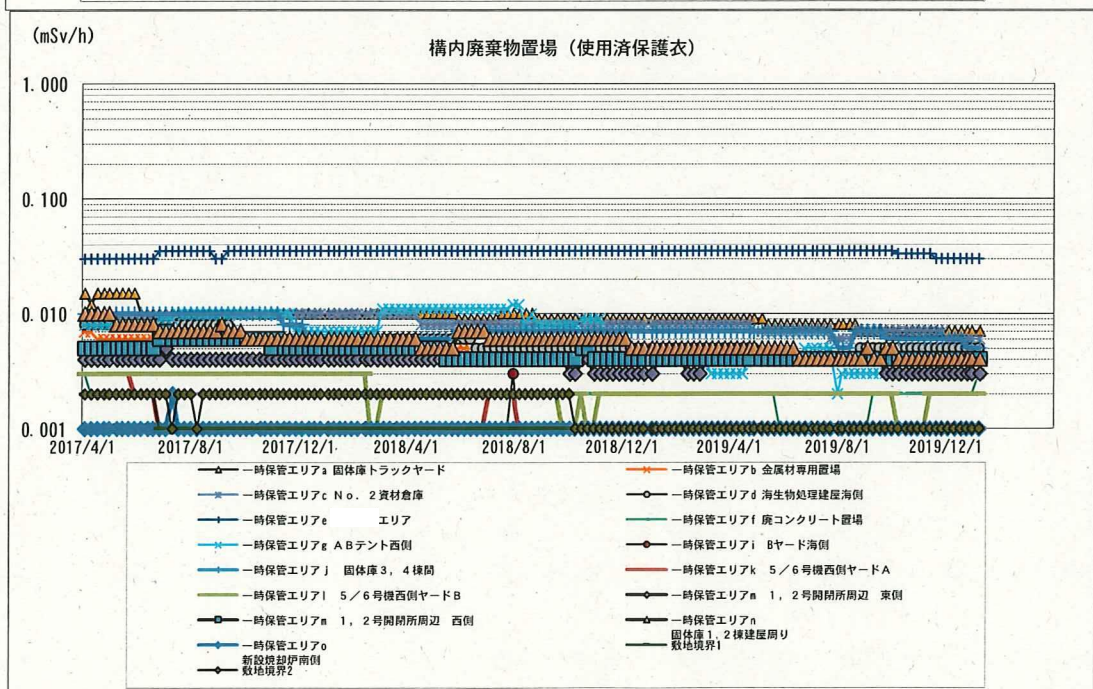 (mSv/h)
構内廃棄物置場（使用済保護衣）
1.000
0.100
0.010
0.001
2017/4/1 2017/8/1 2017/12/1 2018/4/1 2018/8/1 2018/12/1 2019/4/1 2019/8/1 2019/12/1
一時保管エリアa 固体庫トラックヤード
一時保管エリアb 金属材専用置場
一時保管エリアc No．2資材倉庫
一時保管エリアd 海生物処理建屋海側
一時保管エリアe エリア
一時保管エリアf 廃コンクリート置場
一時保管エリアg ABテント西側
一時保管エリアi Bヤード海側
一時保管エリアj 固体庫3，4棟間
一時保管エリアk 5／6号機西側ヤードA
一時保管エリアl 5／6号機西側ヤードB
一時保管エリアm 1，2号開閉所周辺 東側
一時保管エリアm 1，2号開閉所周辺 西側
一時保管エリアn
固体庫1，2棟建屋周り
一時保管エリアo
敷地境界1
新設焼却炉南側
敷地境界2